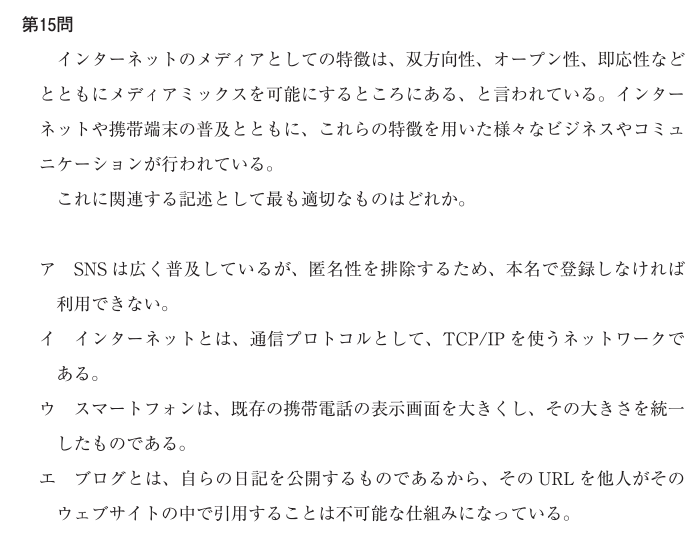 第15問
インターネットのメディアとしての特徴は、双方向性、オープン性、即応性など
とともにメディアミックスを可能にするところにある、と言われている。インター
ネットや携帯端末の普及とともに、これらの特徴を用いた様々なビジネスやコミュ
ニケーションが行われている。
これに関連する記述として最も適切なものはどれか。
ア　SNS は広く普及しているが、匿名性を排除するため、本名で登録しなければ
利用できない。
イ　インターネットとは、通信プロトコルとして、TCP/IP を使うネットワークで
ある。
ウ　スマートフォンは、既存の携帯電話の表示画面を大きくし、その大きさを統一
したものである。
エ　ブログとは、自らの日記を公開するものであるから、その URL を他人がその
ウェブサイトの中で引用することは不可能な仕組みになっている。